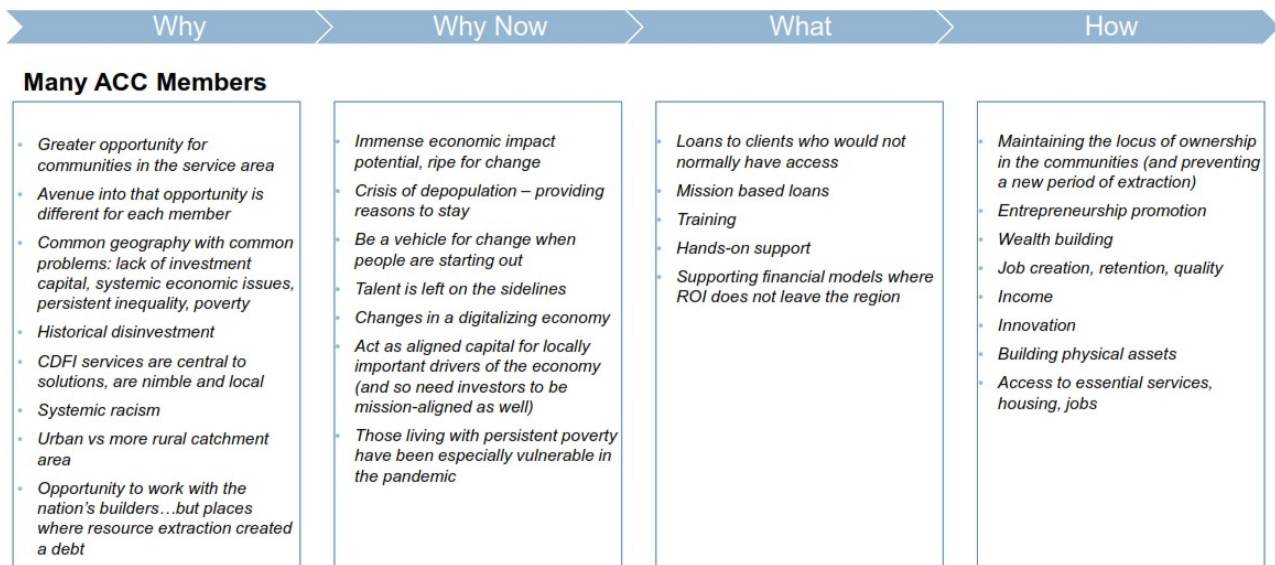 Why
Why Now
What
How
Many ACC Members
• Greater opportunity for
communities in the service area
• Avenue into that opportunity is
different for each member
• Common geography with common
problems: lack of investment
capital, systemic economic issues,
persistent inequality, poverty
• Historical disinvestment
• CDFI services are central to
solutions, are nimble and local
• Systemic racism
• Urban vs more rural catchment
area
• Opportunity to work with the
nation’s builders…but places
where resource extraction created
a debt
• Immense economic impact
potential, ripe for change
• Crisis of depopulation – providing
reasons to stay
• Be a vehicle for change when
people are starting out
• Talent is left on the sidelines
• Changes in a digitalizing economy
• Act as aligned capital for locally
important drivers of the economy
(and so need investors to be
mission-aligned as well)
• Those living with persistent poverty
have been especially vulnerable in
the pandemic
• Loans to clients who would not
normally have access
• Mission based loans
• Training
• Hands-on support
• Supporting financial models where
ROI does not leave the region
• Maintaining the locus of ownership
in the communities (and preventing
a new period of extraction)
• Entrepreneurship promotion
• Wealth building
• Job creation, retention, quality
• Income
• Innovation
• Building physical assets
• Access to essential services,
housing, jobs